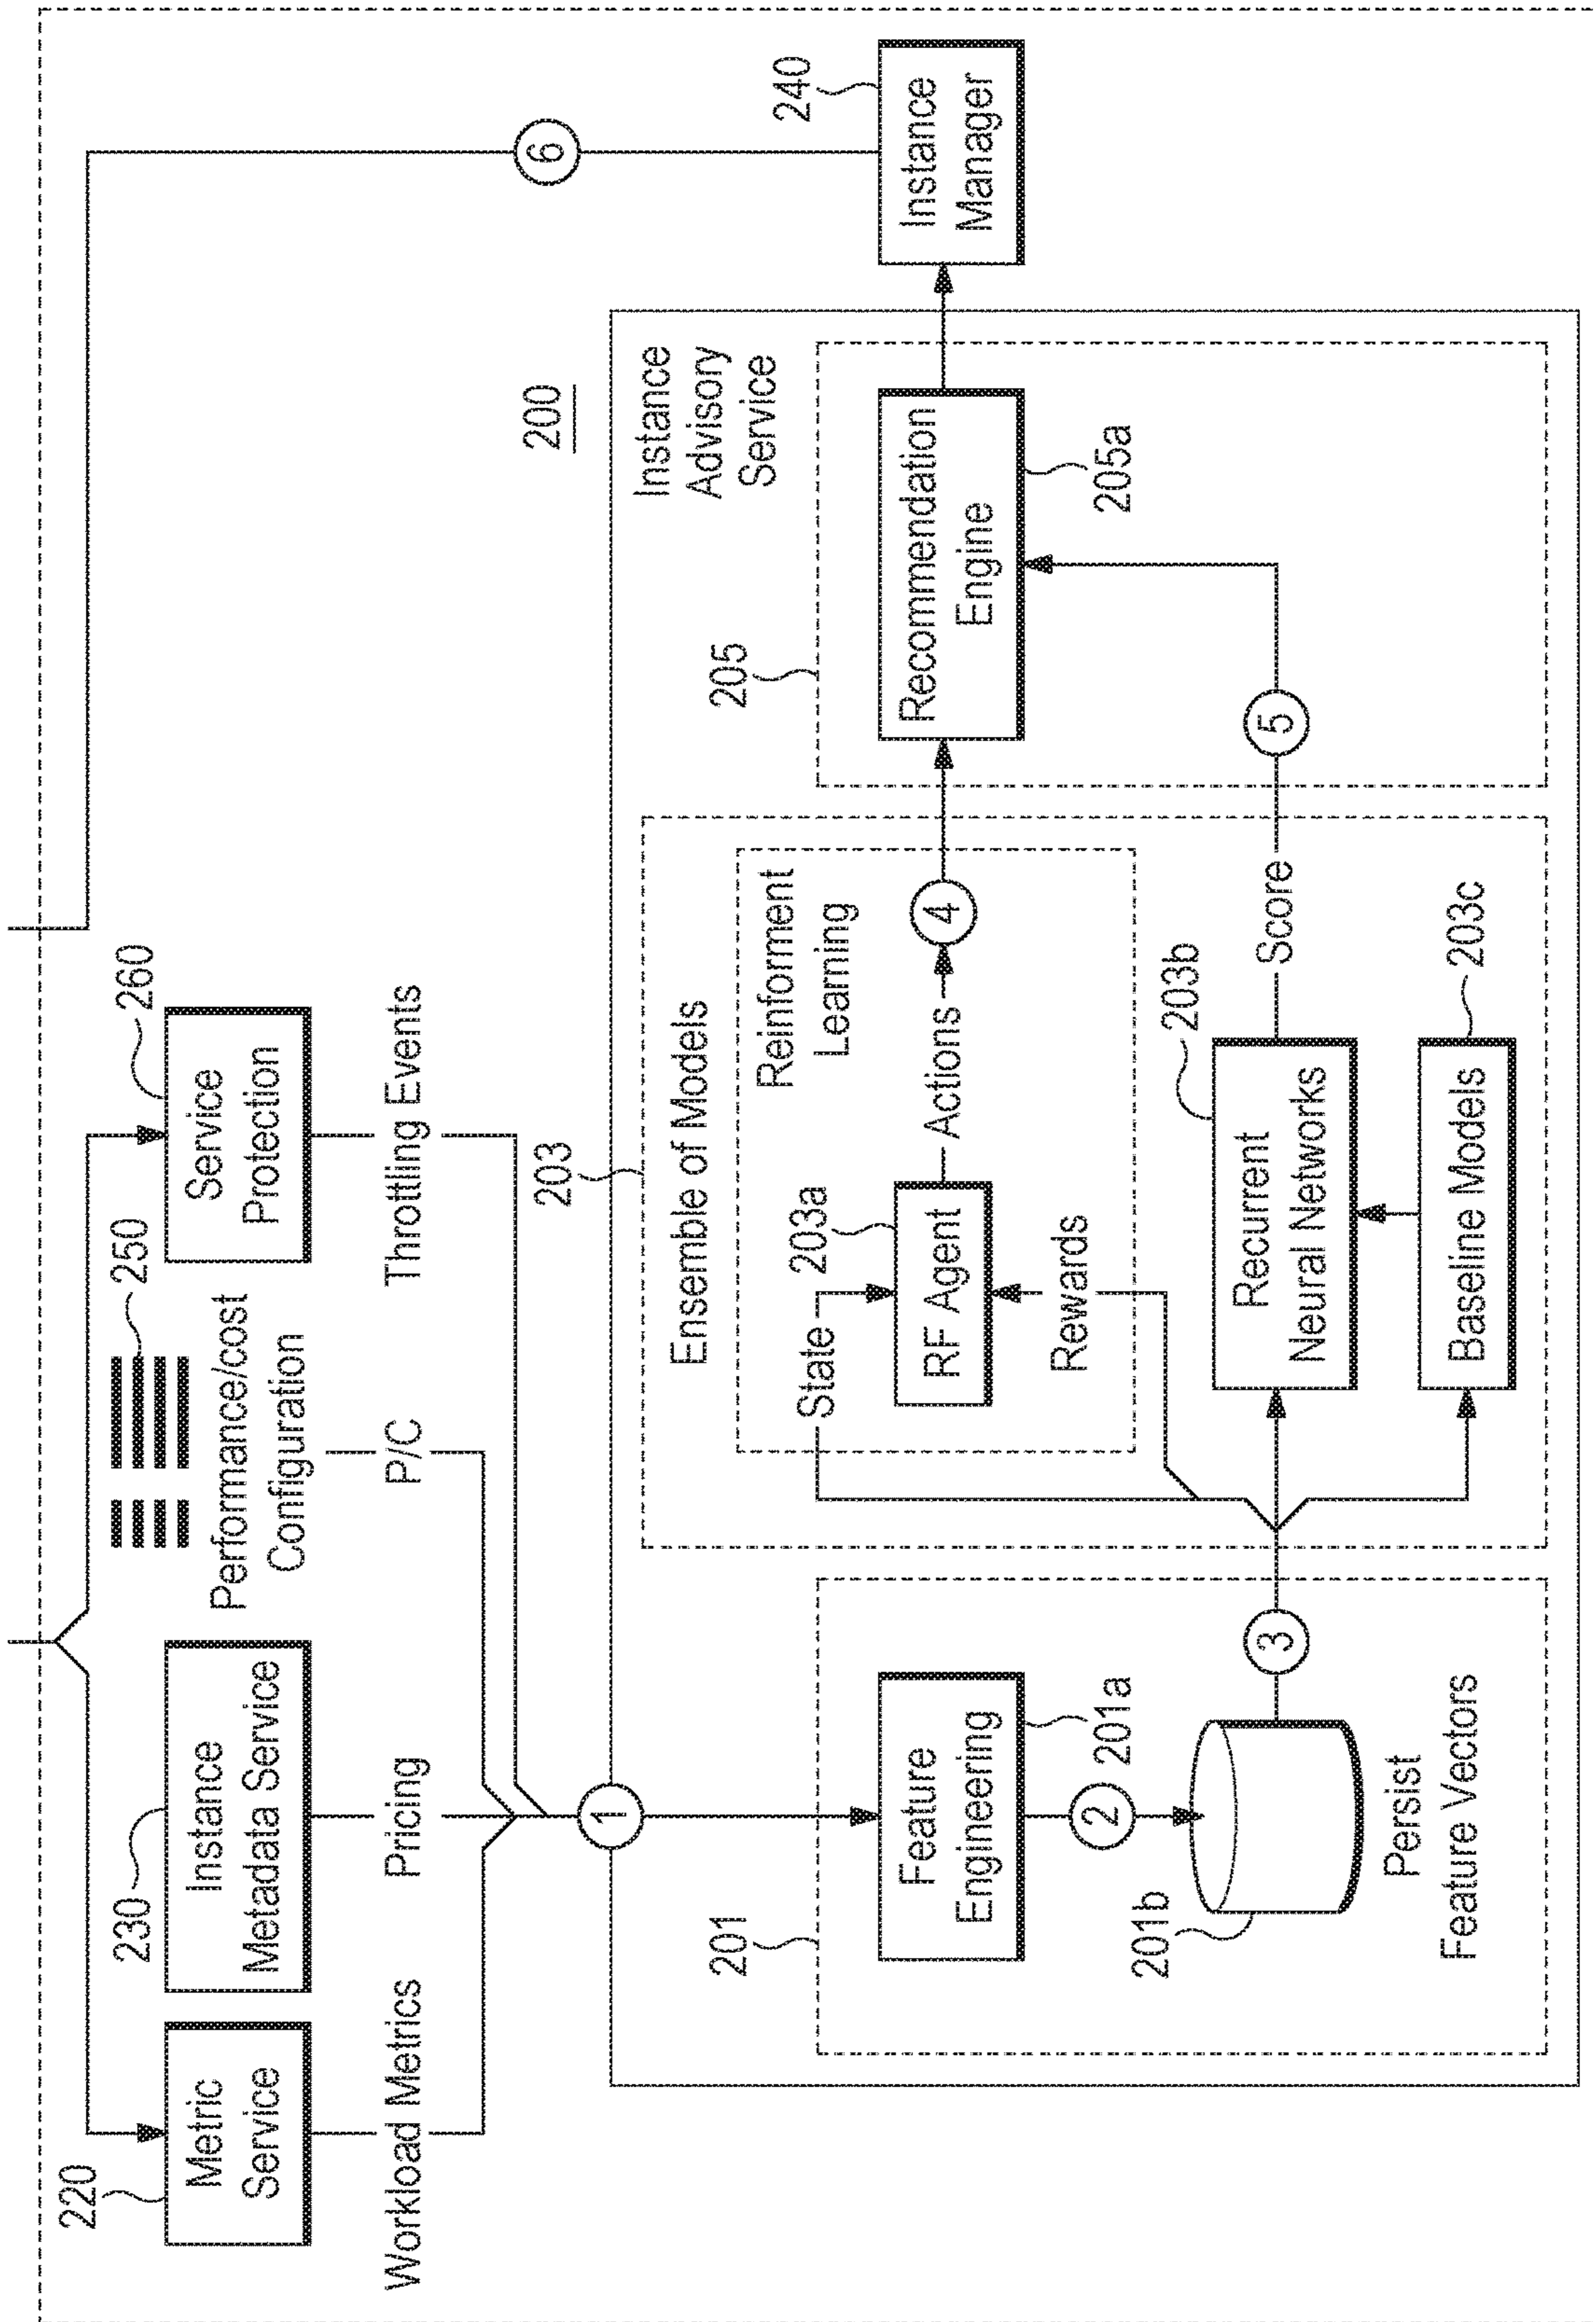 220
Metric
Service
230
Instance
Metadata Service
250
Performance/cost
Configuration
260
Service
Protection
Workload Metrics
Pricing
P/C
Throttling Events
6
240
Instance
Manager
1
200
Instance
Advisory
Service
201
Feature
Engineering
201a
2
201b
Persist
Feature Vectors
3
203
Ensemble of Models
Reinforment
Learning
State
203a
RF Agent
Rewards
Actions
4
203b
Recurrent
Neural Networks
Score
203c
Baseline Models
205
Recommendation
Engine
205a
5